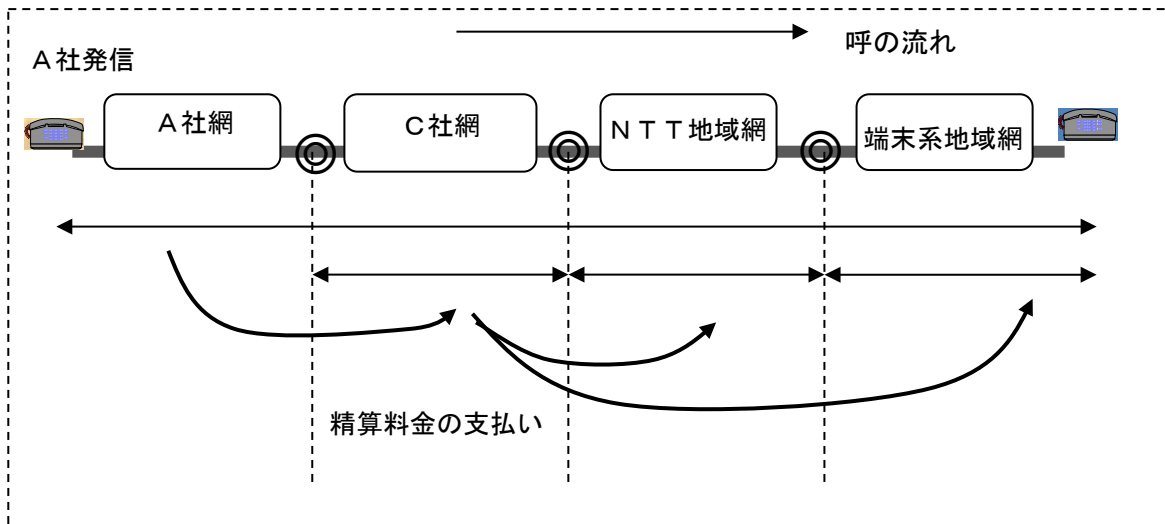 呼の流れ
Ａ社発信
Ａ社網
Ｃ社網
ＮＴＴ地域網
端末系地域網
精算料金の支払い